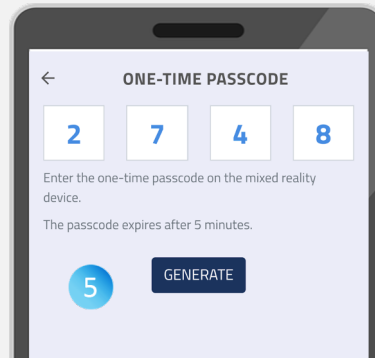 ONE-TIME PASSCODE
2 7 4 8
Enter the one-time passcode on the mixed reality
device.
The passcode expires after 5 minutes.
5 GENERATE